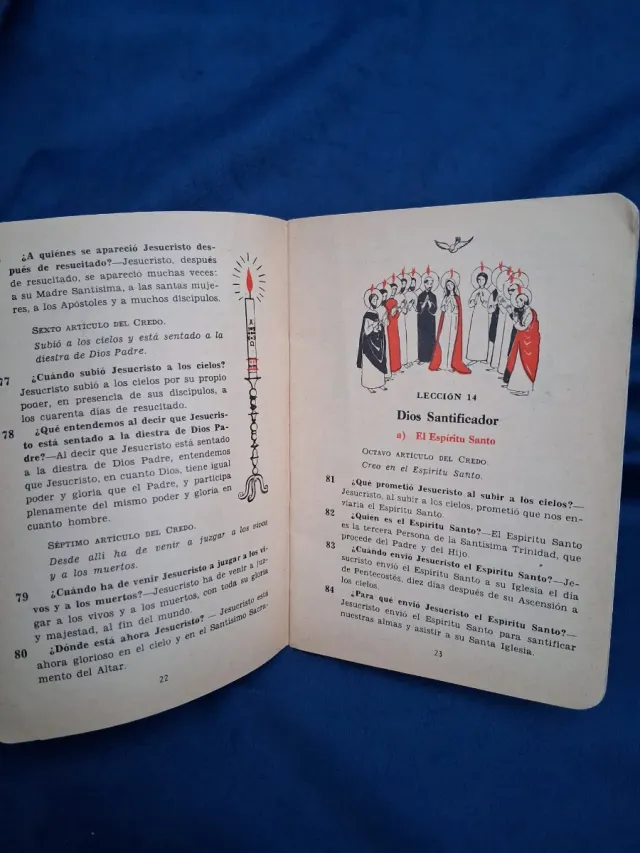 ¿A quiénes se apareció Jesucristo des-
pués de resucitado?—Jesucristo, después
de resucitado, se apareció muchas veces:
a su Madre Santísima, a las santas muje-
res, a los Apóstoles y a muchos discípulos.
SEXTO ARTÍCULO DEL CREDO.
Subió a los cielos y está sentado a la
diestra de Dios Padre.
77 ¿Cuándo subió Jesucristo a los cielos?
Jesucristo subió a los cielos por su propio
poder, en presencia de sus discípulos, a
los cuarenta días de resucitado.
78 ¿Qué entendemos al decir que Jesucris-
to está sentado a la diestra de Dios Pa-
dre?—Al decir que Jesucristo está sentado
a la diestra de Dios Padre, entendemos
que Jesucristo, en cuanto Dios, tiene igual
poder y gloria que el Padre, y participa
plenamente del mismo poder y gloria en
cuanto hombre.
SÉPTIMO ARTÍCULO DEL CREDO.
Desde allí ha de venir a juzgar a los vivos
y a los muertos.
79 ¿Cuándo ha de venir Jesucristo a juzgar a los vi-
vos y a los muertos?—Jesucristo ha de venir a juz-
gar a los vivos y a los muertos, con toda su gloria
y majestad, al fin del mundo.
80 ¿Dónde está ahora Jesucristo? — Jesucristo está
ahora glorioso en el cielo y en el Santísimo Sacra-
mento del Altar.
22
LECCIÓN 14
Dios Santificador
a) El Espíritu Santo
OCTAVO ARTÍCULO DEL CREDO.
Creo en el Espíritu Santo.
81 ¿Qué prometió Jesucristo al subir a los cielos?—
Jesucristo, al subir a los cielos, prometió que nos en-
viaría el Espíritu Santo.
82 ¿Quién es el Espíritu Santo?—El Espíritu Santo
es la tercera Persona de la Santísima Trinidad, que
procede del Padre y del Hijo.
83 ¿Cuándo envió Jesucristo el Espíritu Santo?—Je-
sucristo envió el Espíritu Santo a su Iglesia el día
de Pentecostés, diez días después de su Ascensión a
los cielos.
84 ¿Para qué envió Jesucristo el Espíritu Santo?—
Jesucristo envió el Espíritu Santo para santificar
nuestras almas y asistir a su Santa Iglesia.
23